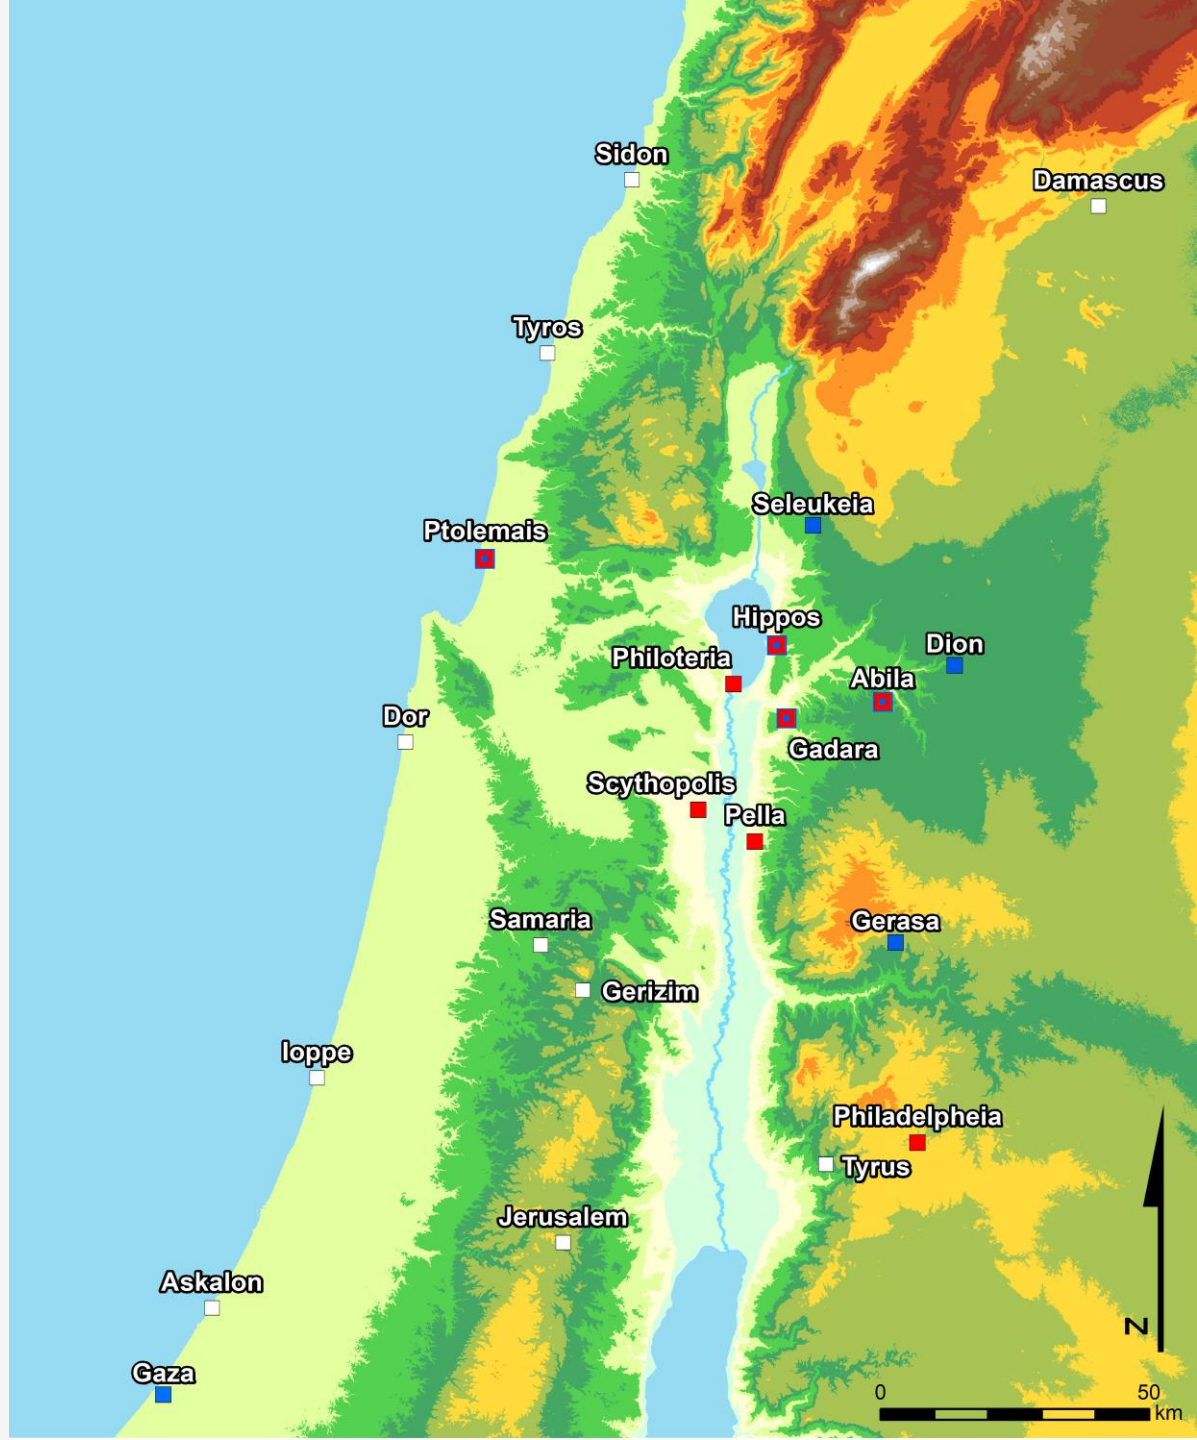 Sidon
Damascus
Tyros
Seleukeia
Ptolemais
Hippos
Dion
Philoteria
Abila
Dor
Gadara
Scythopolis
Pella
Samaria
Gerasa
Gerizim
Ioppe
Philadelpheia
Tyrus
Jerusalem
Askalon
N
Gaza
0 50
km